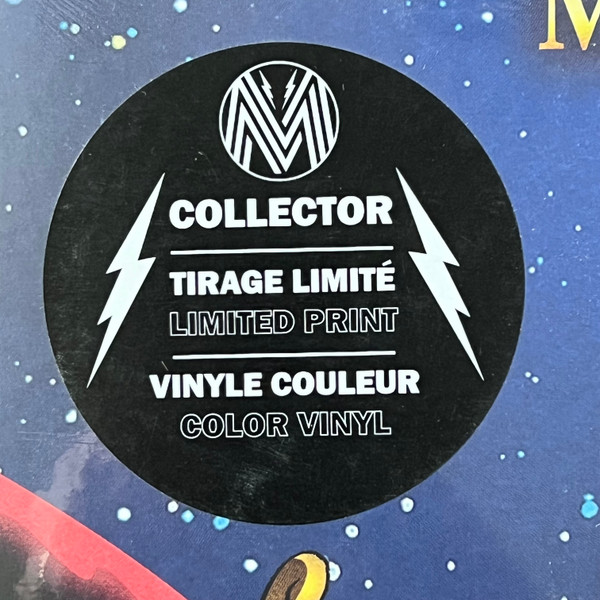 M
M
COLLECTOR
TIRAGE LIMITÉ
LIMITED PRINT
VINYLE COULEUR
COLOR VINYL